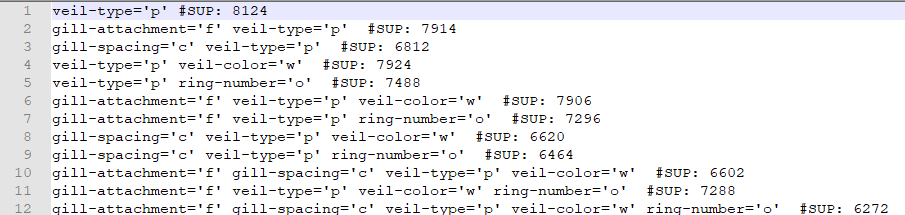 1 veil-type='p' #SUP: 8124
2 gill-attachment='f' veil-type='p' #SUP: 7914
3 gill-spacing='c' veil-type='p' #SUP: 6812
4 veil-type='p' veil-color='w' #SUP: 7924
5 veil-type='p' ring-number='o' #SUP: 7488
6 gill-attachment='f' veil-type='p' veil-color='w' #SUP: 7906
7 gill-attachment='f' veil-type='p' ring-number='o' #SUP: 7296
8 gill-spacing='c' veil-type='p' veil-color='w' #SUP: 6620
9 gill-spacing='c' veil-type='p' ring-number='o' #SUP: 6464
10 gill-attachment='f' gill-spacing='c' veil-type='p' veil-color='w' #SUP: 6602
11 gill-attachment='f' veil-type='p' veil-color='w' ring-number='o' #SUP: 7288
12 gill-attachment='f' gill-spacing='c' veil-type='p' veil-color='w' ring-number='o' #SUP: 6272